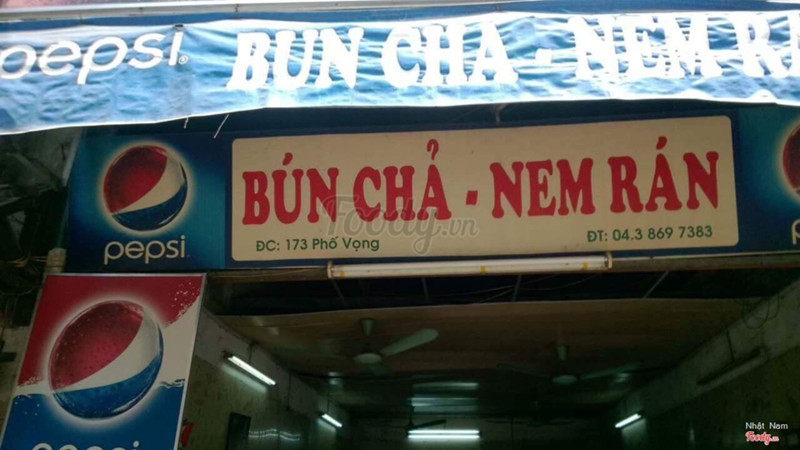 pepsi BÚN CHẢ - NEM R
pepsi
BÚN CHẢ - NEM RÁN
Foody.vn
ĐC: 173 Phố Vọng
ĐT: 04.3 869 7383
pepsi
Nhật Nam
Foody.vn